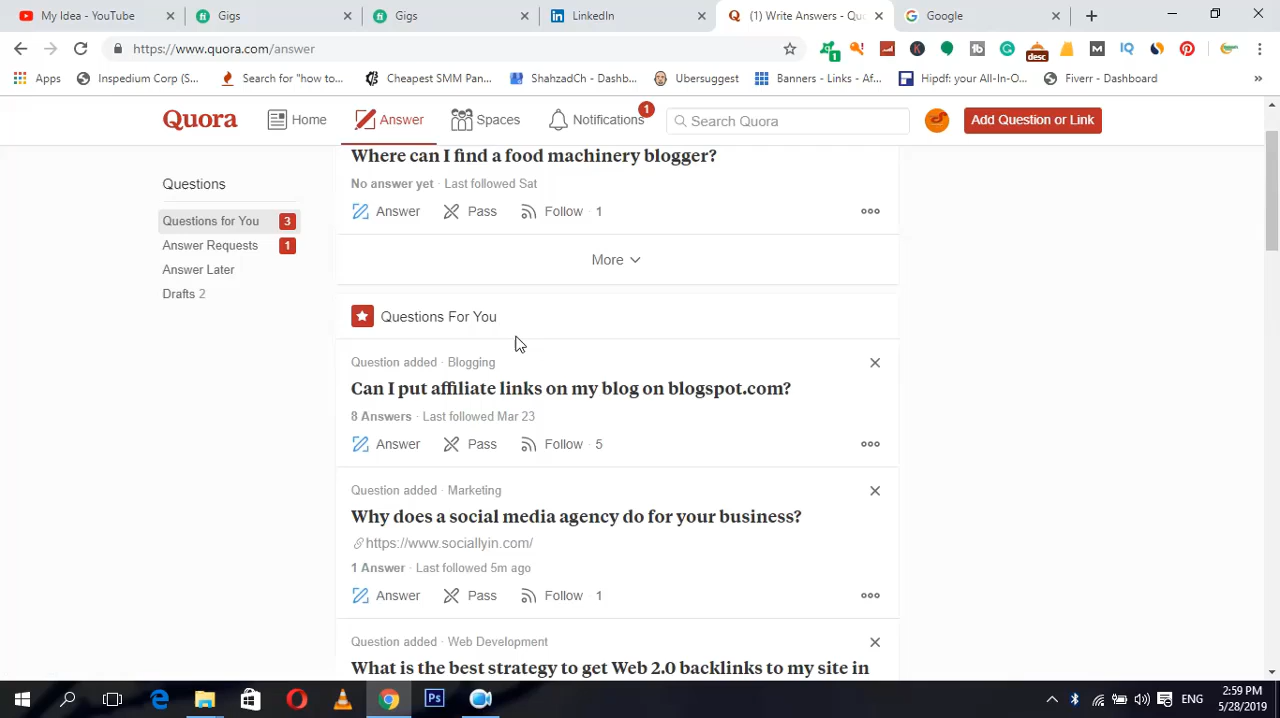 My Idea - YouTube
Gigs
Gigs
LinkedIn
(1) Write Answers - Quo
Google
https://www.quora.com/answer
1
desc
IQ
Apps
Inspedium Corp (S...
Search for "how to...
Cheapest SMM Pan...
ShahzadCh - Dashb...
Ubersuggest
Banners - Links - Af...
Hipdf: your All-In-O...
Fiverr - Dashboard
»
Quora
Home
Answer
Spaces
Notifications
1
Search Quora
Add Question or Link
Where can I find a food machinery blogger?
No answer yet · Last followed Sat
Answer
Pass
Follow · 1
More
Questions
Questions for You 3
Answer Requests 1
Answer Later
Drafts 2
Questions For You
Question added · Blogging
Can I put affiliate links on my blog on blogspot.com?
8 Answers · Last followed Mar 23
Answer
Pass
Follow · 5
Question added · Marketing
Why does a social media agency do for your business?
https://www.sociallyin.com/
1 Answer · Last followed 5m ago
Answer
Pass
Follow 1
Question added · Web Development
What is the best strategy to get Web 2.0 backlinks to my site in
Ps
ENG
2:59 PM
5/28/2019